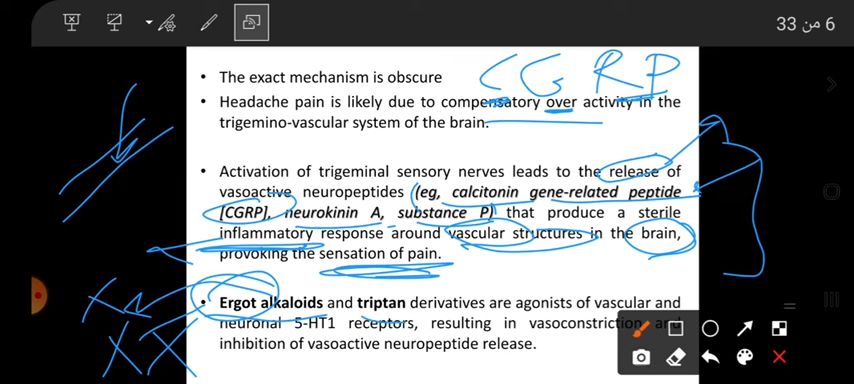 6 من 33
CGRP
• The exact mechanism is obscure
• Headache pain is likely due to compensatory over activity in the
trigemino-vascular system of the brain.
• Activation of trigeminal sensory nerves leads to the release of
vasoactive neuropeptides (eg, calcitonin gene-related peptide
[CGRP], neurokinin A, substance P) that produce a sterile
inflammatory response around vascular structures in the brain,
provoking the sensation of pain.
• Ergot alkaloids and triptan derivatives are agonists of vascular and
neuronal 5-HT1 receptors, resulting in vasoconstriction and
inhibition of vasoactive neuropeptide release.